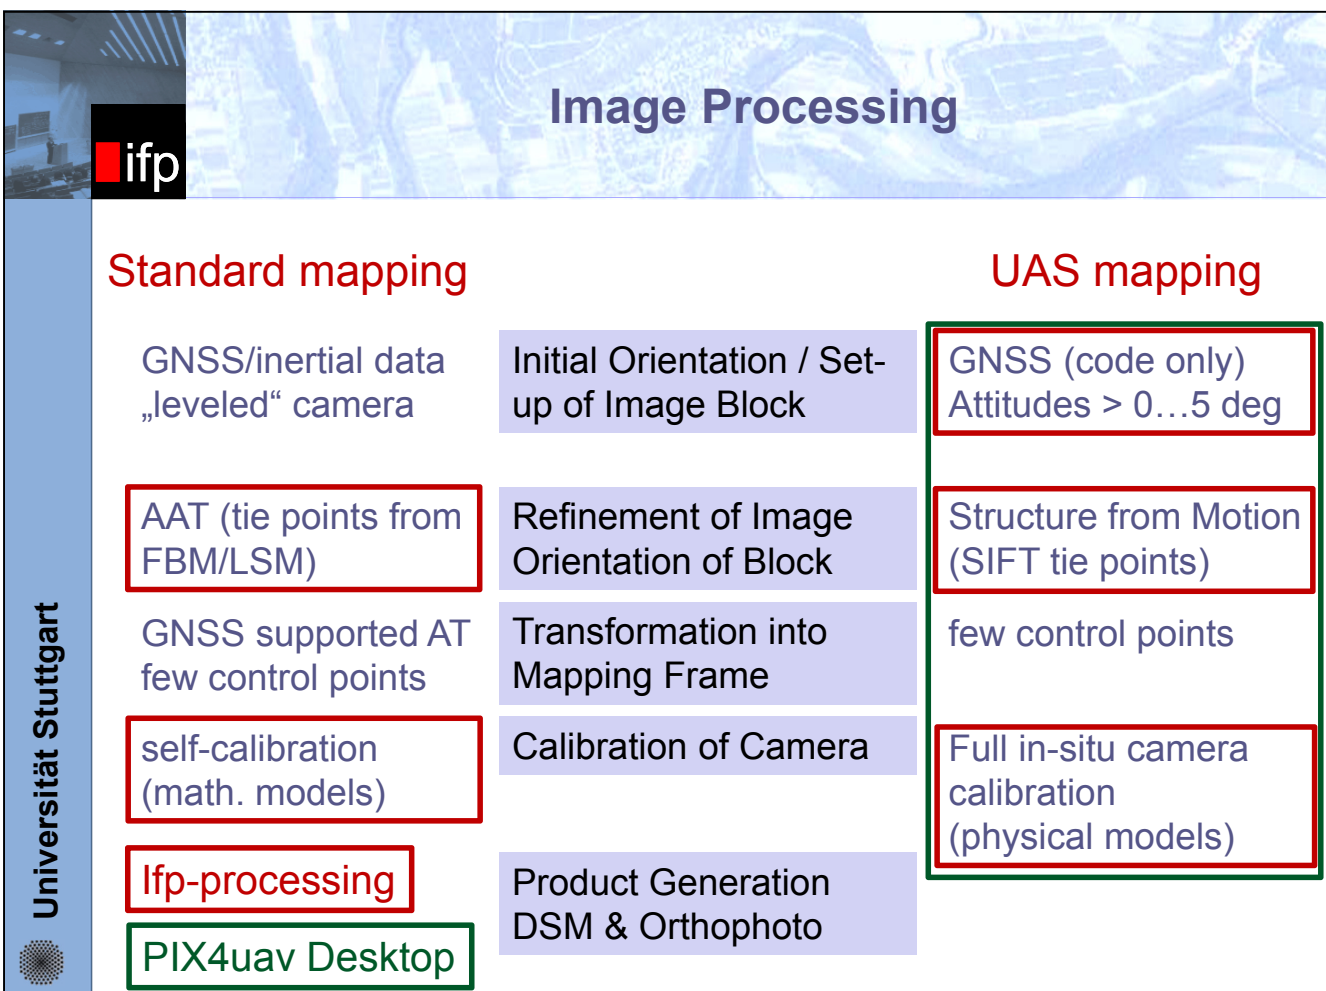 Image Processing
ifp
Standard mapping
UAS mapping
GNSS/inertial data
„leveled“ camera
Initial Orientation / Set-
up of Image Block
GNSS (code only)
Attitudes > 0…5 deg
AAT (tie points from
FBM/LSM)
Refinement of Image
Orientation of Block
Structure from Motion
(SIFT tie points)
GNSS supported AT
few control points
Transformation into
Mapping Frame
few control points
self-calibration
(math. models)
Calibration of Camera
Full in-situ camera
calibration
(physical models)
Ifp-processing
PIX4uav Desktop
Product Generation
DSM & Orthophoto
Universität Stuttgart